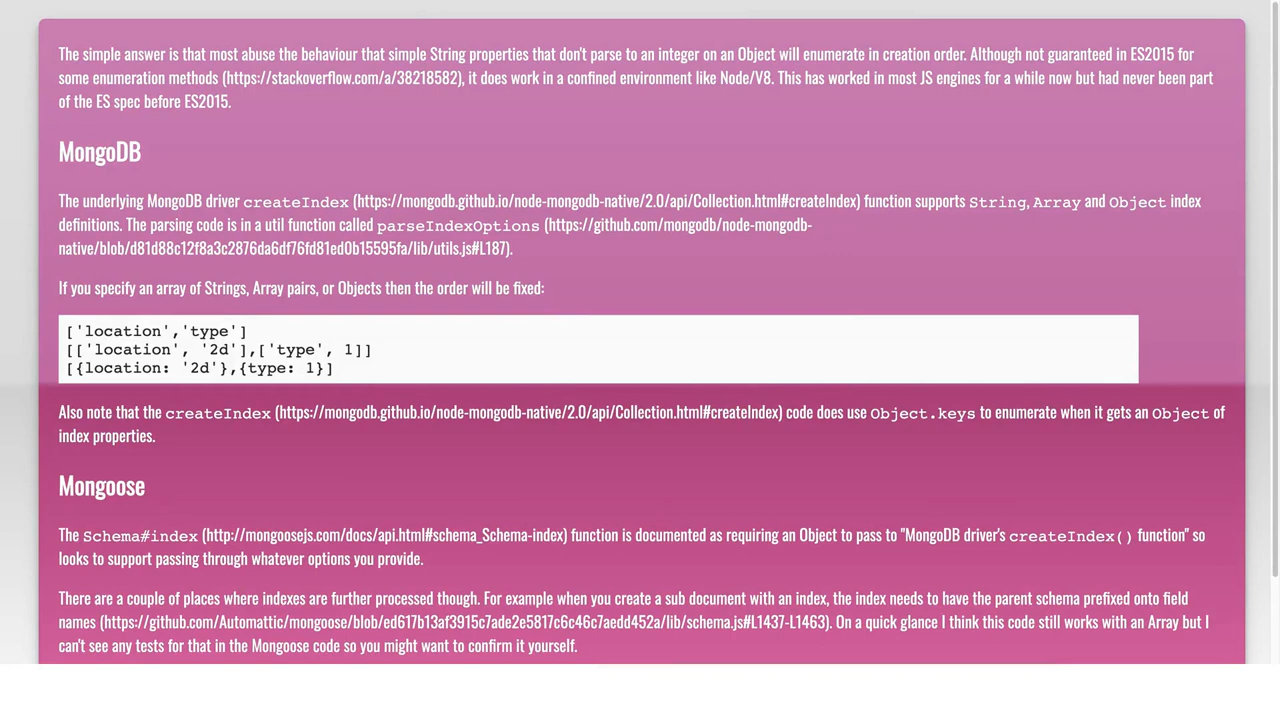 The simple answer is that most abuse the behaviour that simple String properties that don't parse to an integer on an Object will enumerate in creation order. Although not guaranteed in ES2015 for
some enumeration methods (https://stackoverflow.com/a/38218582), it does work in a confined environment like Node/V8. This has worked in most JS engines for a while now but had never been part
of the ES spec before ES2015.
MongoDB
The underlying MongoDB driver createIndex (https://mongodb.github.io/node-mongodb-native/2.0/api/Collection.html#createIndex) function supports String, Array and Object index
definitions. The parsing code is in a util function called parseIndexOptions (https://github.com/mongodb/node-mongodb-
native/blob/d81d88c12f8a3c2876da6df76fd81ed0b15595fa/lib/utils.js#L187).
If you specify an array of Strings, Array pairs, or Objects then the order will be fixed:
['location','type']
[['location', '2d'],['type', 1]]
[{location: '2d'},{type: 1}]
Also note that the createIndex (https://mongodb.github.io/node-mongodb-native/2.0/api/Collection.html#createIndex) code does use Object.keys to enumerate when it gets an Object of
index properties.
Mongoose
The Schema#index (http://mongoosejs.com/docs/api.html#schema_Schema-index) function is documented as requiring an Object to pass to "MongoDB driver's createIndex() function" so
looks to support passing through whatever options you provide.
There are a couple of places where indexes are further processed though. For example when you create a sub document with an index, the index needs to have the parent schema prefixed onto field
names (https://github.com/Automattic/mongoose/blob/ed617b13af3915c7ade2e5817c6c46c7aedd452a/lib/schema.js#L1437-L1463). On a quick glance I think this code still works with an Array but I
can't see any tests for that in the Mongoose code so you might want to confirm it yourself.